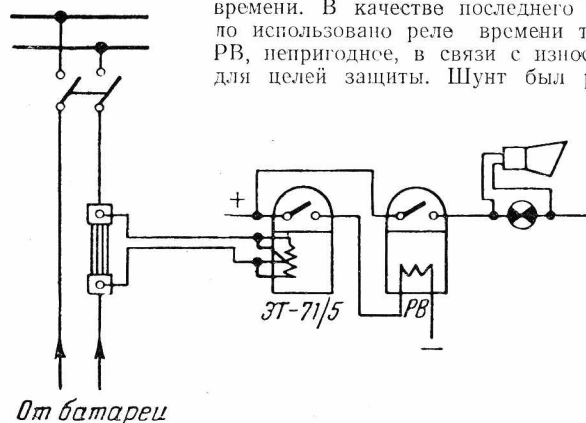 времени. В качестве последнего
ло использовано реле времени т
РВ, непригодное, в связи с износ
для целей защиты. Шунт был р
+
ЭТ-71/5
РВ
—
От батареи